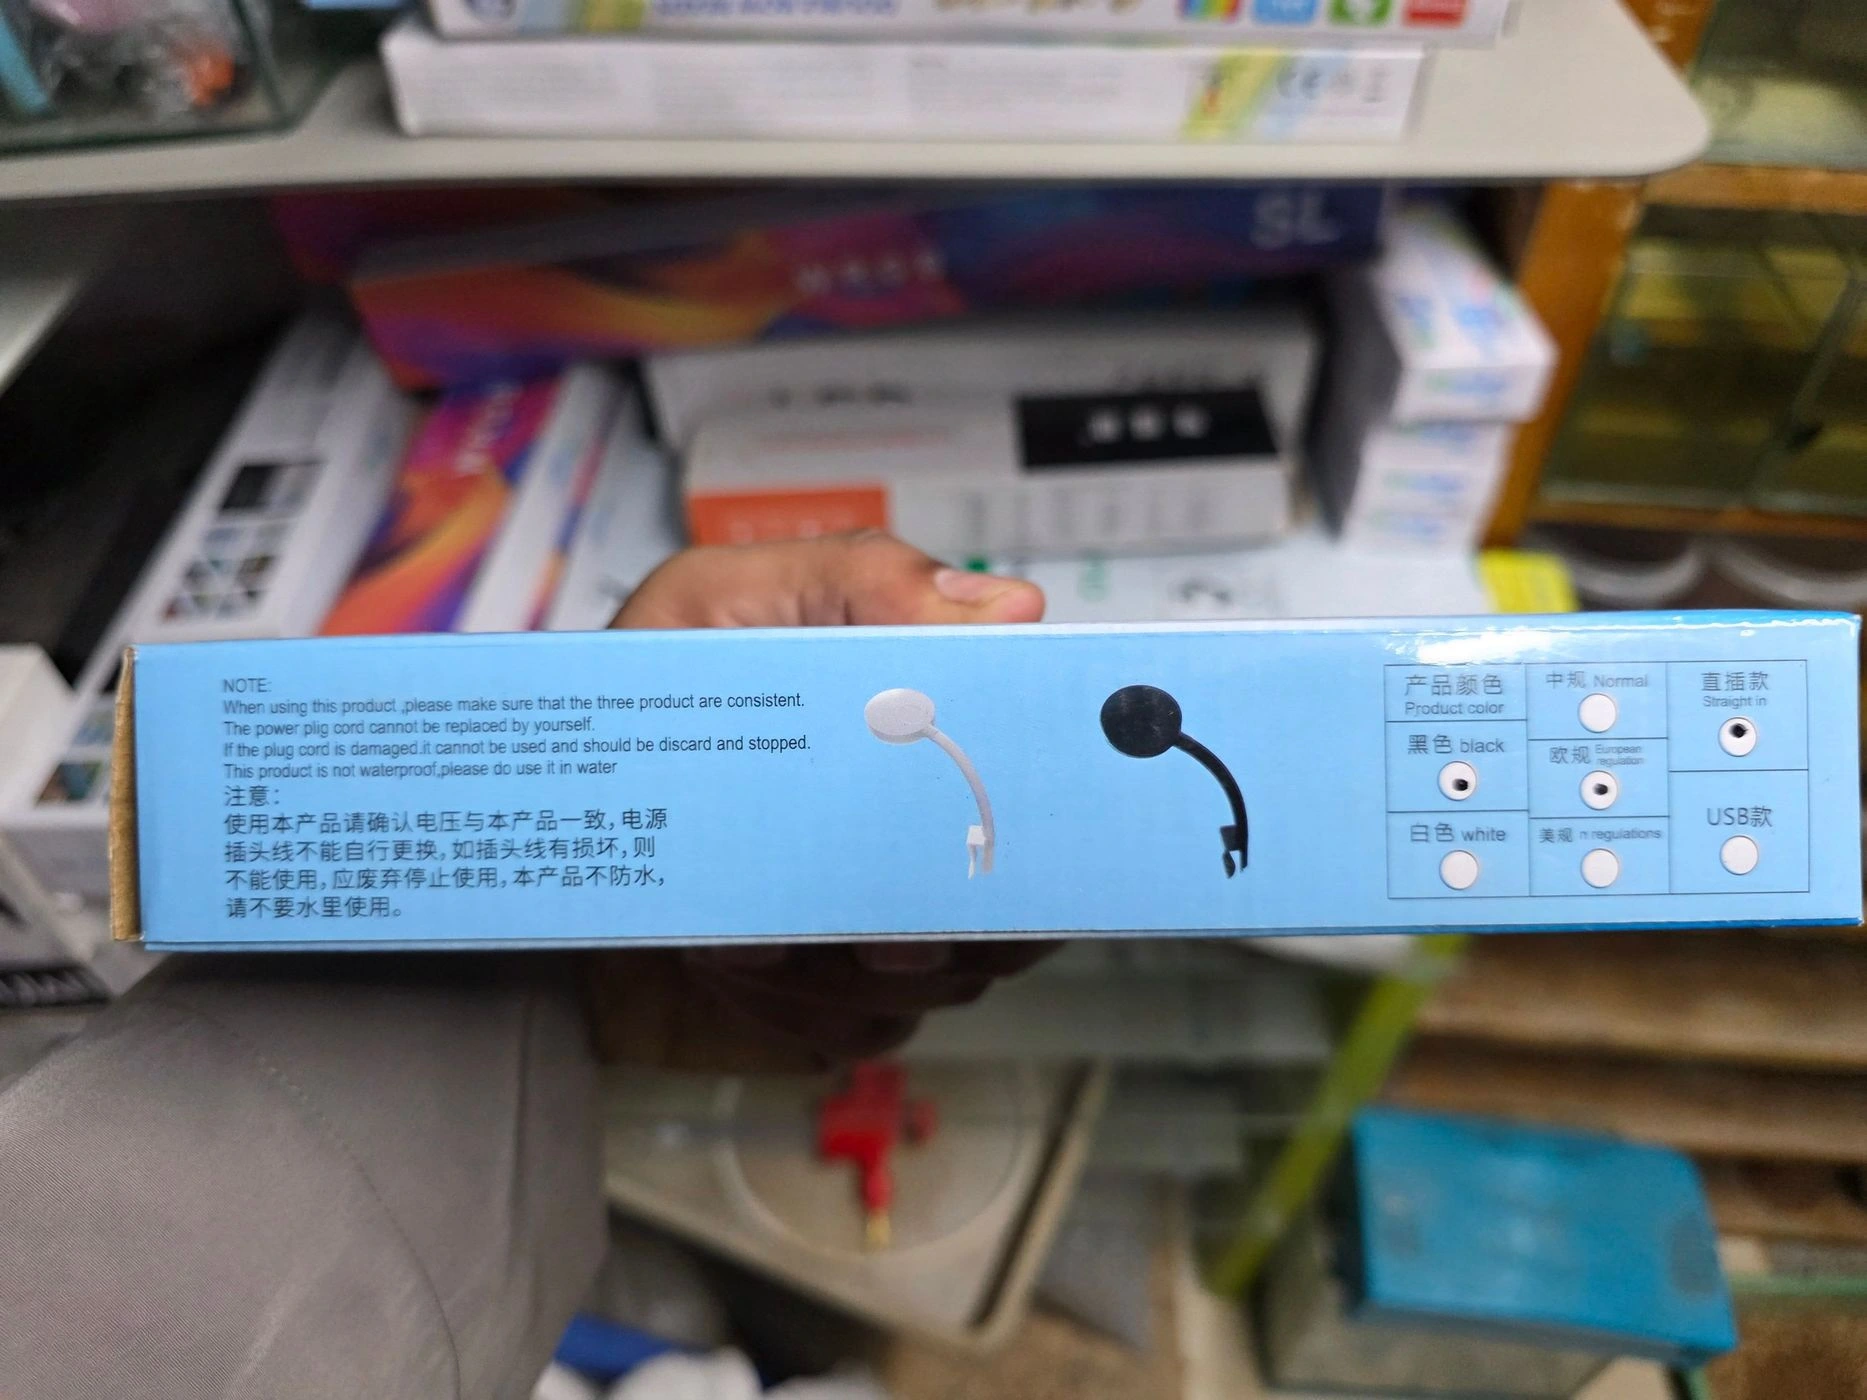 SL
NOTE:
When using this product ,please make sure that the three product are consistent.
The power plig cord cannot be replaced by yourself.
If the plug cord is damaged.it cannot be used and should be discard and stopped.
This product is not waterproof,please do use it in water
注意：
使用本产品请确认电压与本产品一致，电源
插头线不能自行更换，如插头线有损坏，则
不能使用，应废弃停止使用，本产品不防水，
请不要水里使用。
产品颜色
Product color
黑色 black
白色 white
中规 Normal
欧规 European regulation
美规 n regulations
直插款
Straight in
USB款